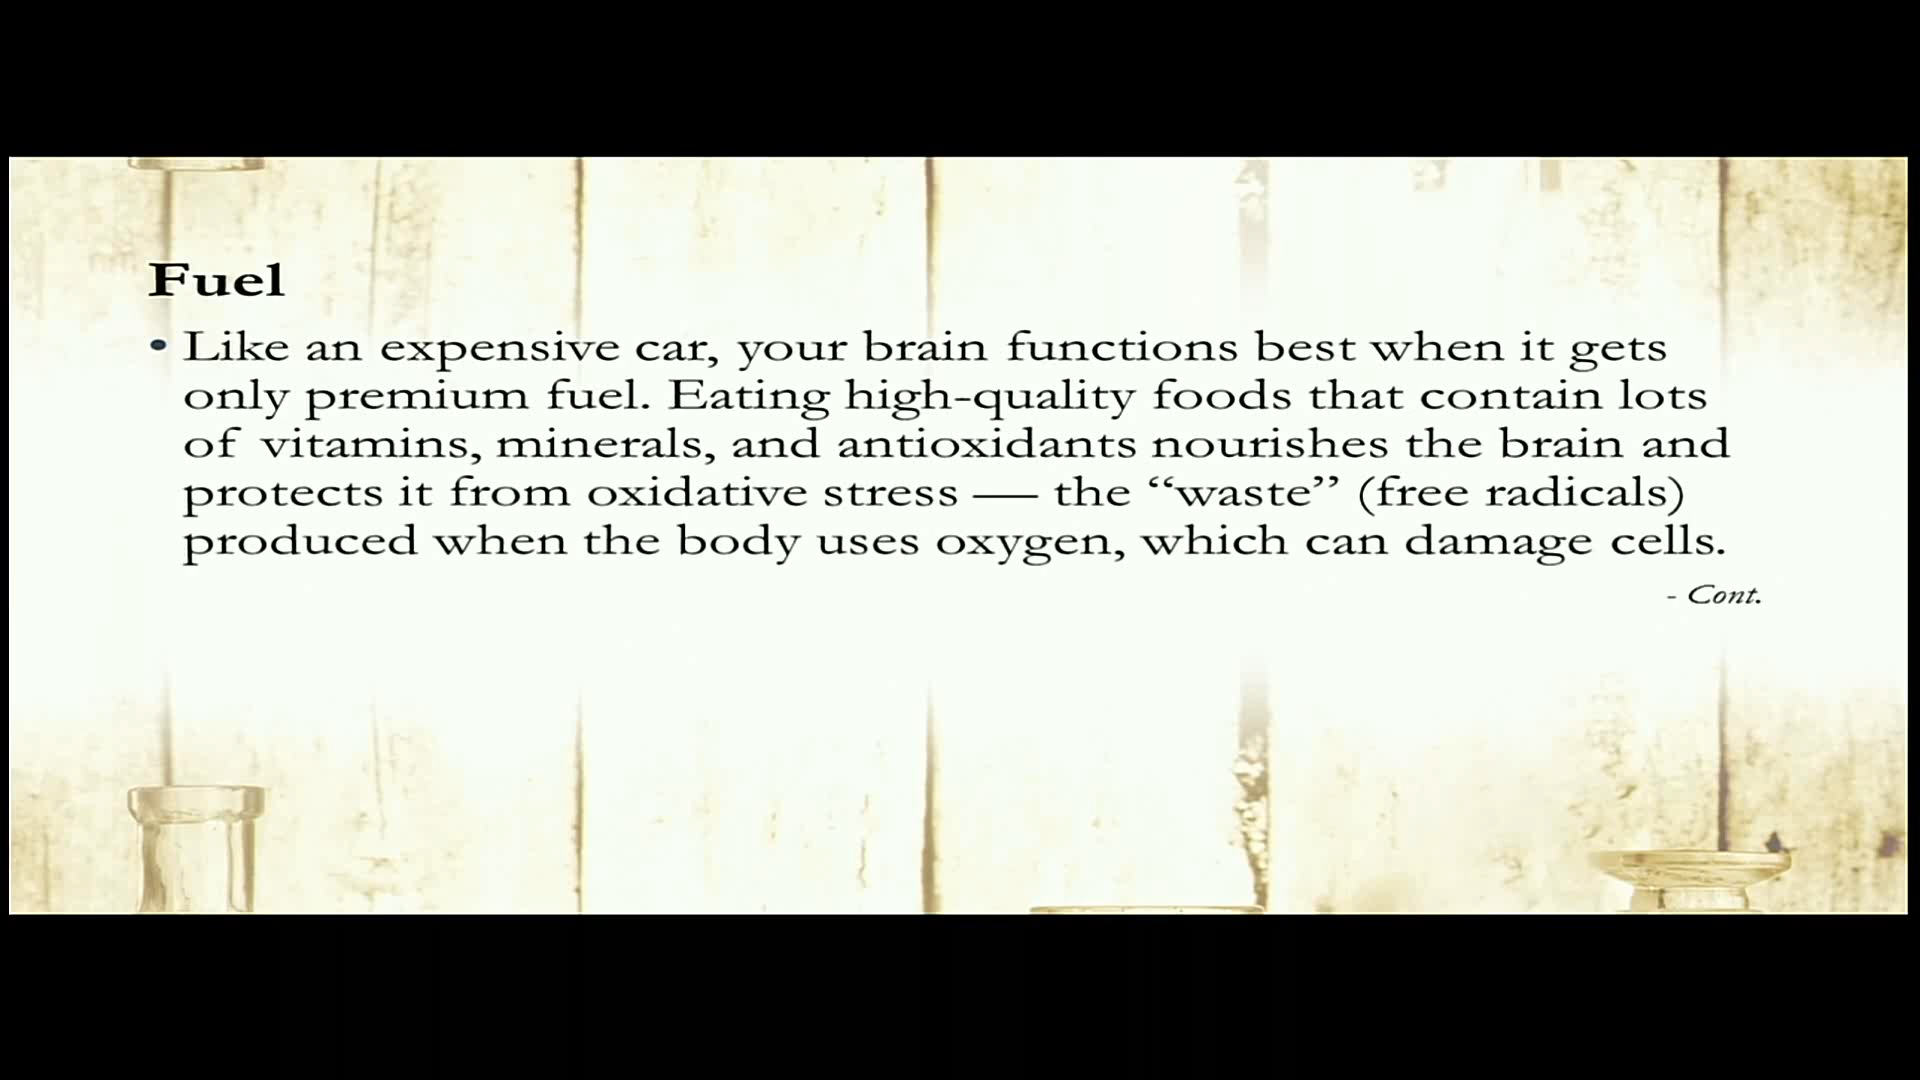 Fuel
• Like an expensive car, your brain functions best when it gets
only premium fuel. Eating high-quality foods that contain lots
of vitamins, minerals, and antioxidants nourishes the brain and
protects it from oxidative stress — the “waste” (free radicals)
produced when the body uses oxygen, which can damage cells.
- Cont.